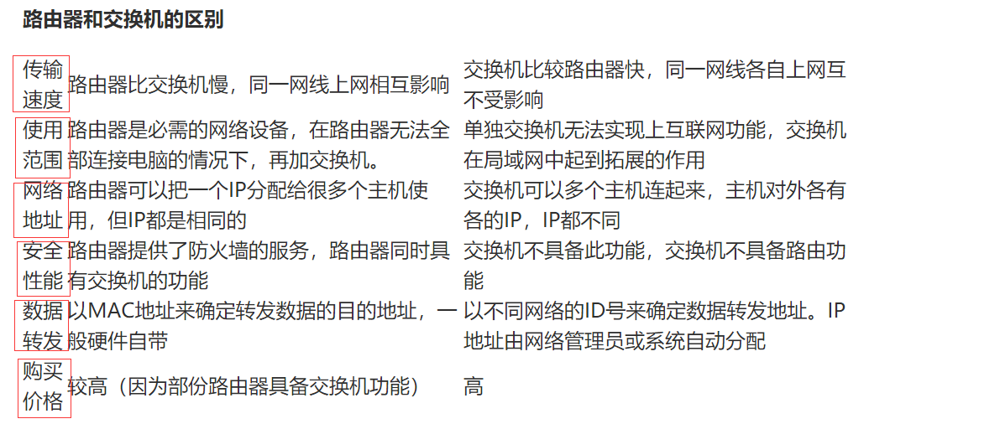 路由器和交换机的区别
传输速度
路由器比交换机慢，同一网线上网相互影响
交换机比较路由器快，同一网线各自上网互
不受影响
使用范围
路由器是必需的网络设备，在路由器无法全
部连接电脑的情况下，再加交换机。
单独交换机无法实现上互联网功能，交换机
在局域网中起到拓展的作用
网络地址
路由器可以把一个IP分配给很多个主机使
用，但IP都是相同的
交换机可以多个主机连起来，主机对外各有
各的IP，IP都不同
安全性能
路由器提供了防火墙的服务，路由器同时具
有交换机的功能
交换机不具备此功能，交换机不具备路由功
能
数据转发
以MAC地址来确定转发数据的目的地址，一
般硬件自带
以不同网络的ID号来确定数据转发地址。IP
地址由网络管理员或系统自动分配
购买价格
较高（因为部份路由器具备交换机功能）
高